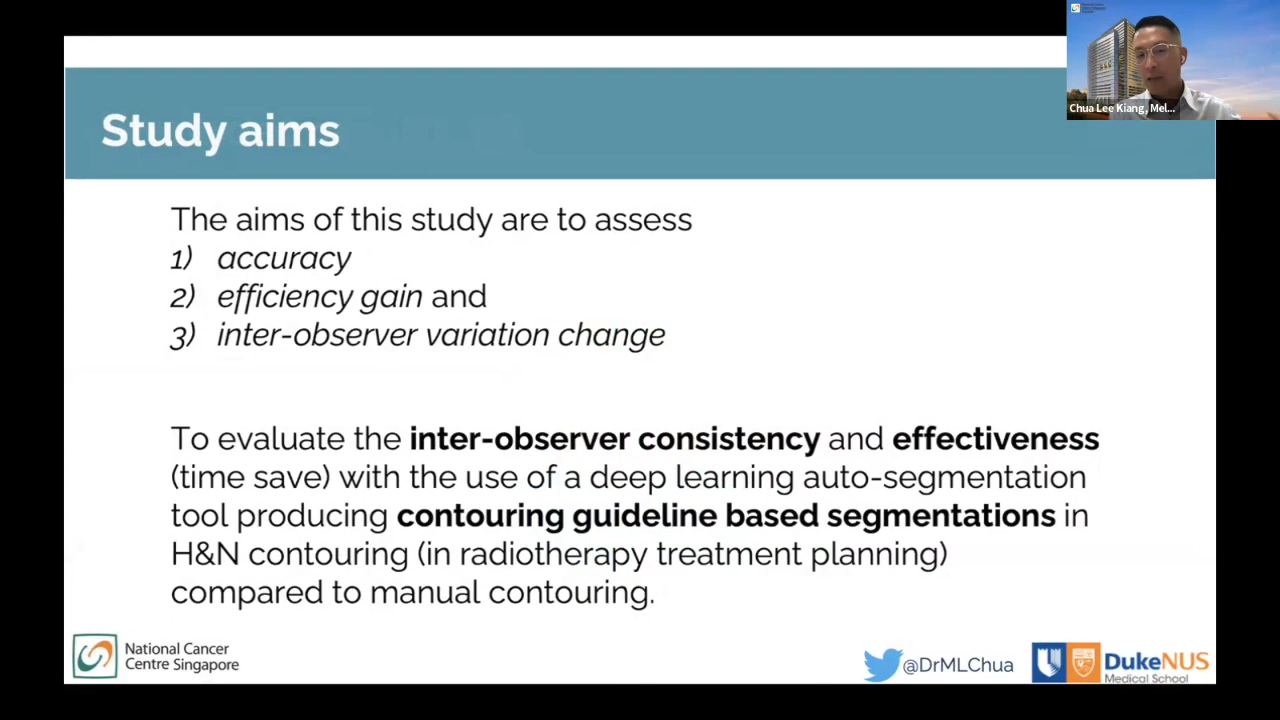 Study aims
The aims of this study are to assess
1) accuracy
2) efficiency gain and
3) inter-observer variation change
To evaluate the inter-observer consistency and effectiveness
(time save) with the use of a deep learning auto-segmentation
tool producing contouring guideline based segmentations in
H&N contouring (in radiotherapy treatment planning)
compared to manual contouring.
Chua Lee Kiang, Mel...
National Cancer
Centre Singapore
@DrMLChua
DukeNUS
Medical School